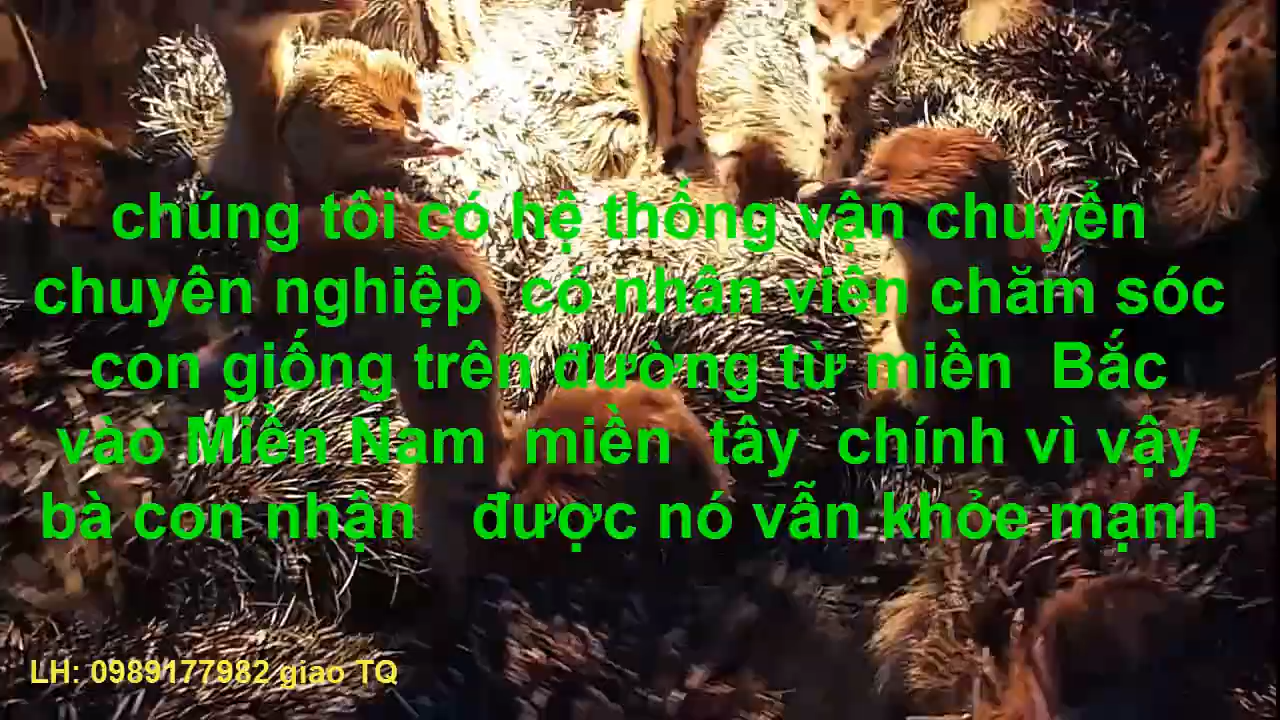 chúng tôi có hệ thống vận chuyển
chuyên nghiệp có nhân viên chăm sóc
con giống trên đường từ miền Bắc
vào Miền Nam miền tây chính vì vậy
bà con nhận được nó vẫn khỏe mạnh
LH: 0989177982 giao TQ